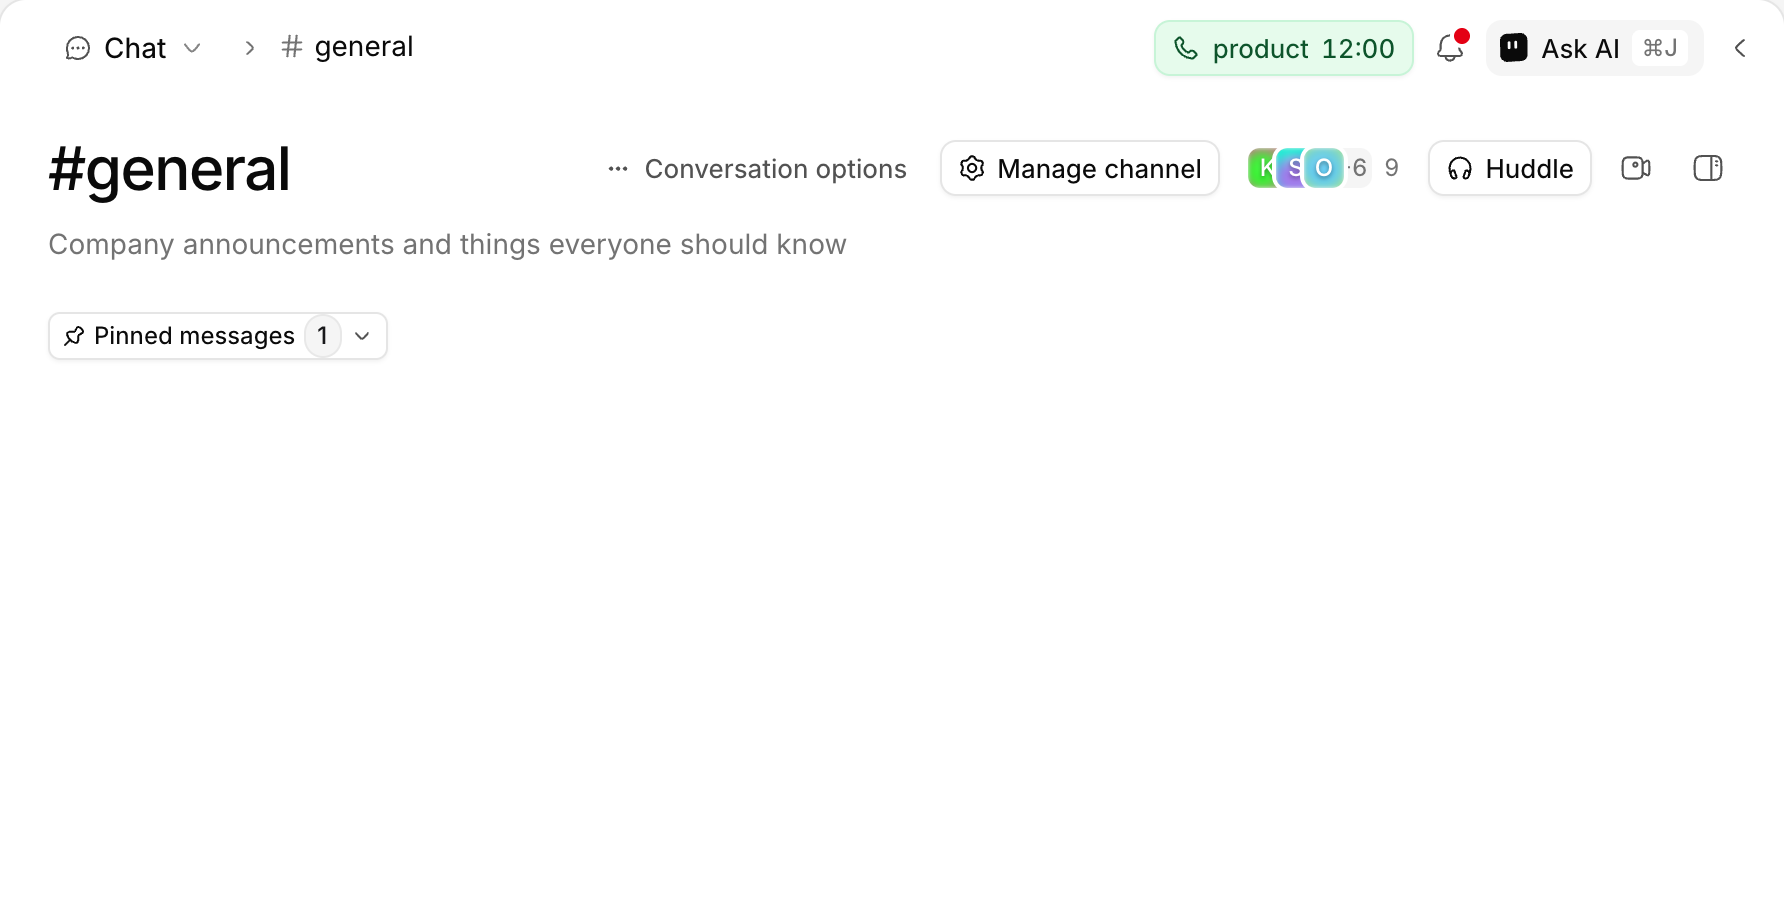 Chat
general
product 12:00
Ask AI ⌘J
#general
Conversation options
Manage channel
K S O 6 9
Huddle
Company announcements and things everyone should know
Pinned messages 1